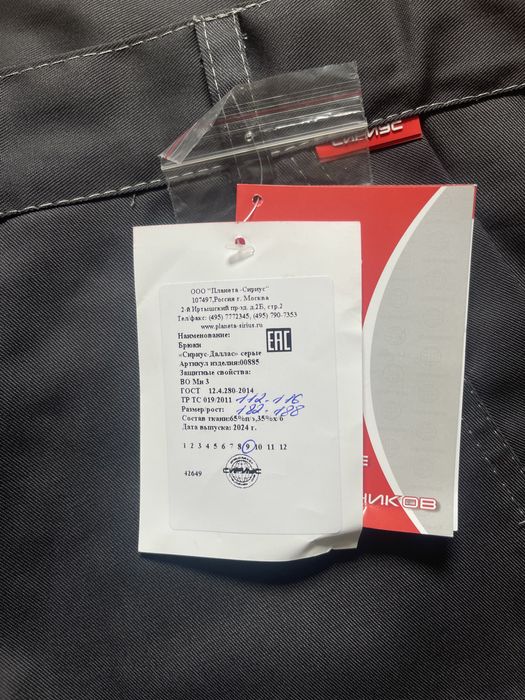 СИРИУС
ООО "Планета -Сириус"
107497,Россия г. Москва
2-й Иртышский пр-зд, д.2Б, стр.2
Тел/факс: (495) 7772345, (495) 790-7353
www.planeta-sirius.ru
Наименование:
Брюки
«Сириус-Даллас» серые
Артикул изделия:00885
Защитные свойства:
ВО Ми З
ГОСТ 12.4.280-2014
ТР ТС 019/2011 112-116
Размер/рост: 182-188
Состав ткани:65%п/э,35%х/б
Дата выпуска: 2024 г.
1 2 3 4 5 6 7 8 9 10 11 12
42649
СИРИУС
EAC
Е
НИКОВ